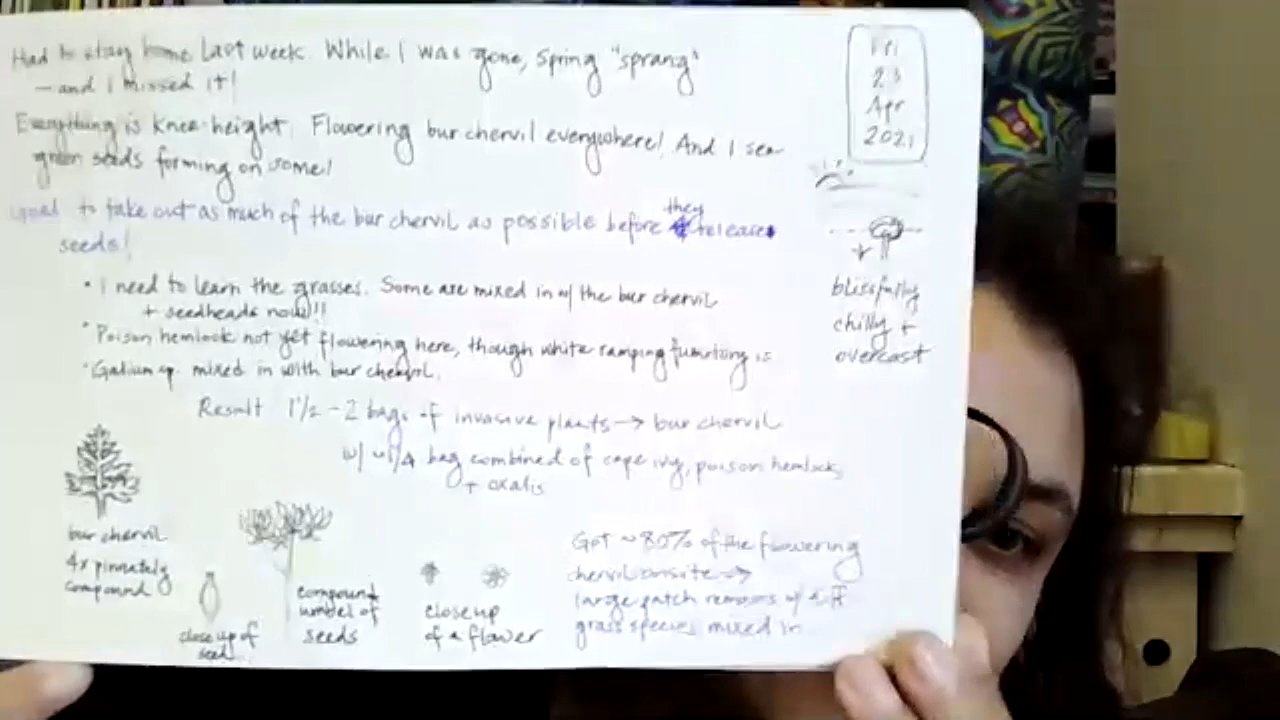 Had to stay home last week. While I was gone, spring "sprang"
— and I missed it!
Everything is knee-height. Flowering bur chervil everywhere! And I see
green seeds forming on some!
Goal to take out as much of the bur chervil as possible before they release
seeds!
• I need to learn the grasses. Some are mixed in w/ the bur chervil
+ seedheads now!!!
• Poison hemlock not yet flowering here, though white ramping fumitory is
• Galium sp. mixed in with bur chervil.
Result 1½ - 2 bags of invasive plants → bur chervil
w/ ~1/4 bag combined of cape ivy, poison hemlock,
+ oxalis
Fri
23
Apr
2021
blissfully
chilly +
overcast
bur chervil
4x pinnately
compound
close up of
seed
compound
umbel of
seeds
close up
of a flower
Got ~80% of the flowering
chervil onsite →
large patch remains w/ diff
grass species mixed in